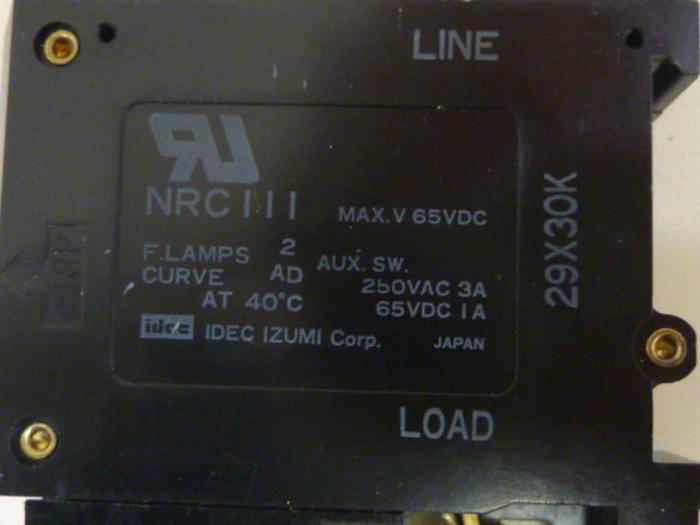 LINE
NRC111
MAX.V 65VDC
F.LAMPS 2
CURVE AD
AT 40°C
AUX. SW.
250VAC 3A
65VDC 1A
idec IDEC IZUMI Corp. JAPAN
29X30K
LOAD